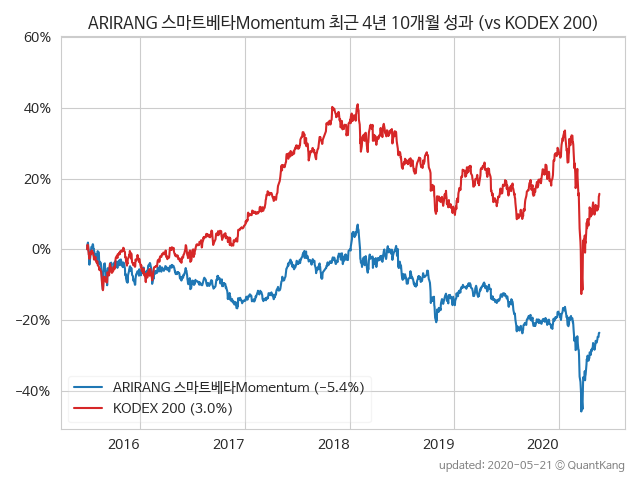 ARIRANG 스마트베타Momentum 최근 4년 10개월 성과 (vs KODEX 200)
60%
40%
20%
0%
−20%
−40%
ARIRANG 스마트베타Momentum (−5.4%)
KODEX 200 (3.0%)
2016 2017 2018 2019 2020
updated: 2020-05-21 ⓒ QuantKang